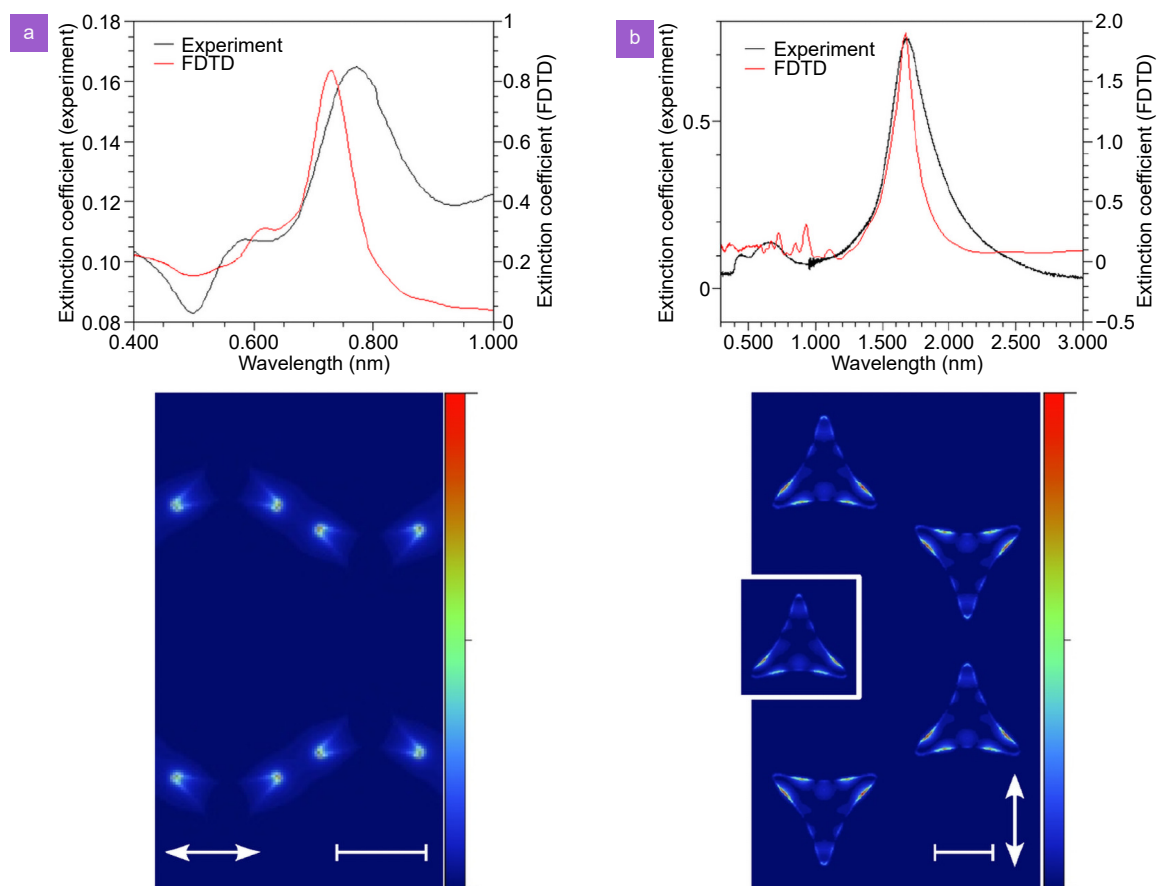 a
0.18
0.16
0.14
0.12
0.10
0.08
Extinction coefficient (experiment)
Experiment
FDTD
1
0.8
0.6
0.4
0.2
0
Extinction coefficient (FDTD)
0.400 0.600 0.800 1.000
Wavelength (nm)
b
0.5
0
Extinction coefficient (experiment)
Experiment
FDTD
2.0
1.5
1.0
0.5
0
−0.5
Extinction coefficient (FDTD)
0.500 1.000 1.500 2.000 2.500 3.000
Wavelength (nm)